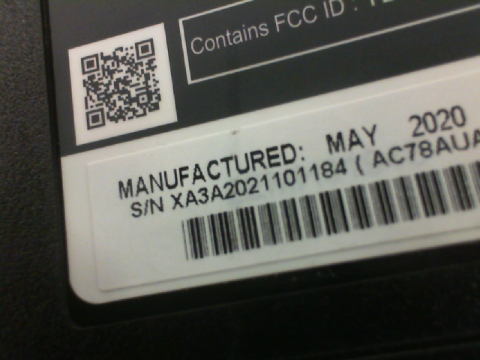 Contains FCC ID :
MANUFACTURED: MAY 2020
S/N XA3A2021101184 ( AC78AUA